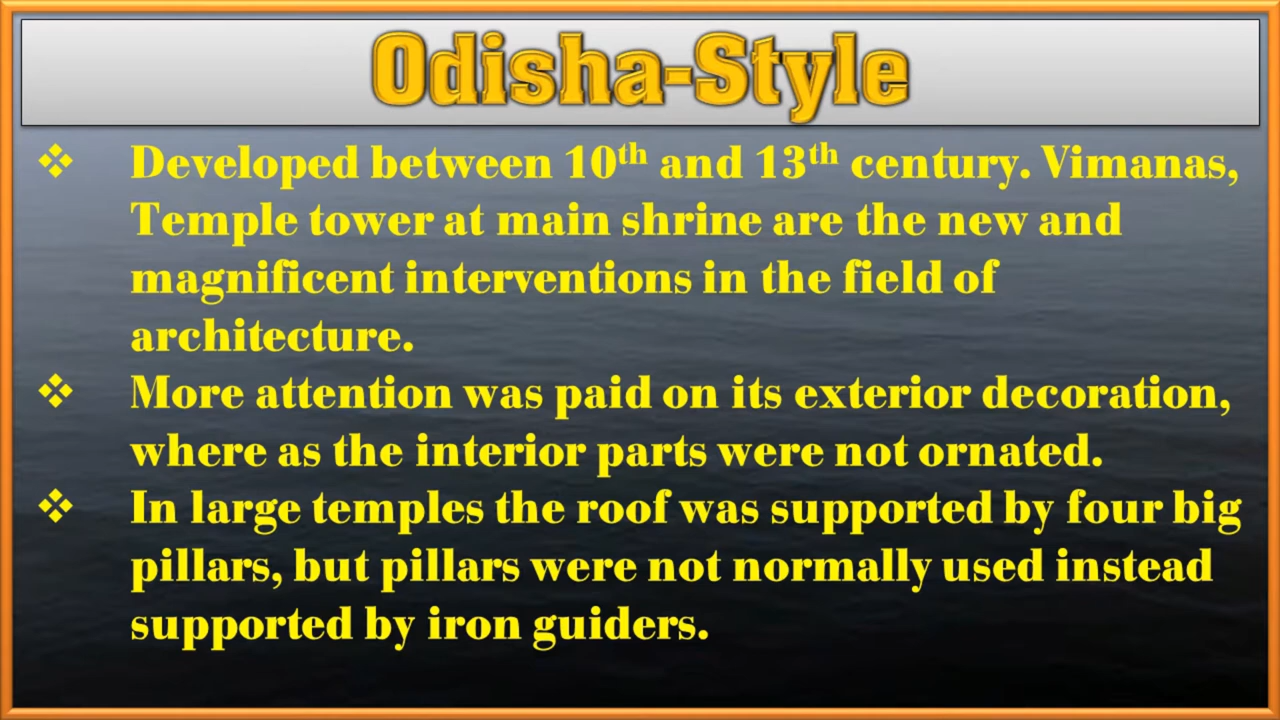 Odisha-Style
❖ Developed between 10th and 13th century. Vimanas,
Temple tower at main shrine are the new and
magnificent interventions in the field of
architecture.
❖ More attention was paid on its exterior decoration,
where as the interior parts were not ornated.
❖ In large temples the roof was supported by four big
pillars, but pillars were not normally used instead
supported by iron guiders.